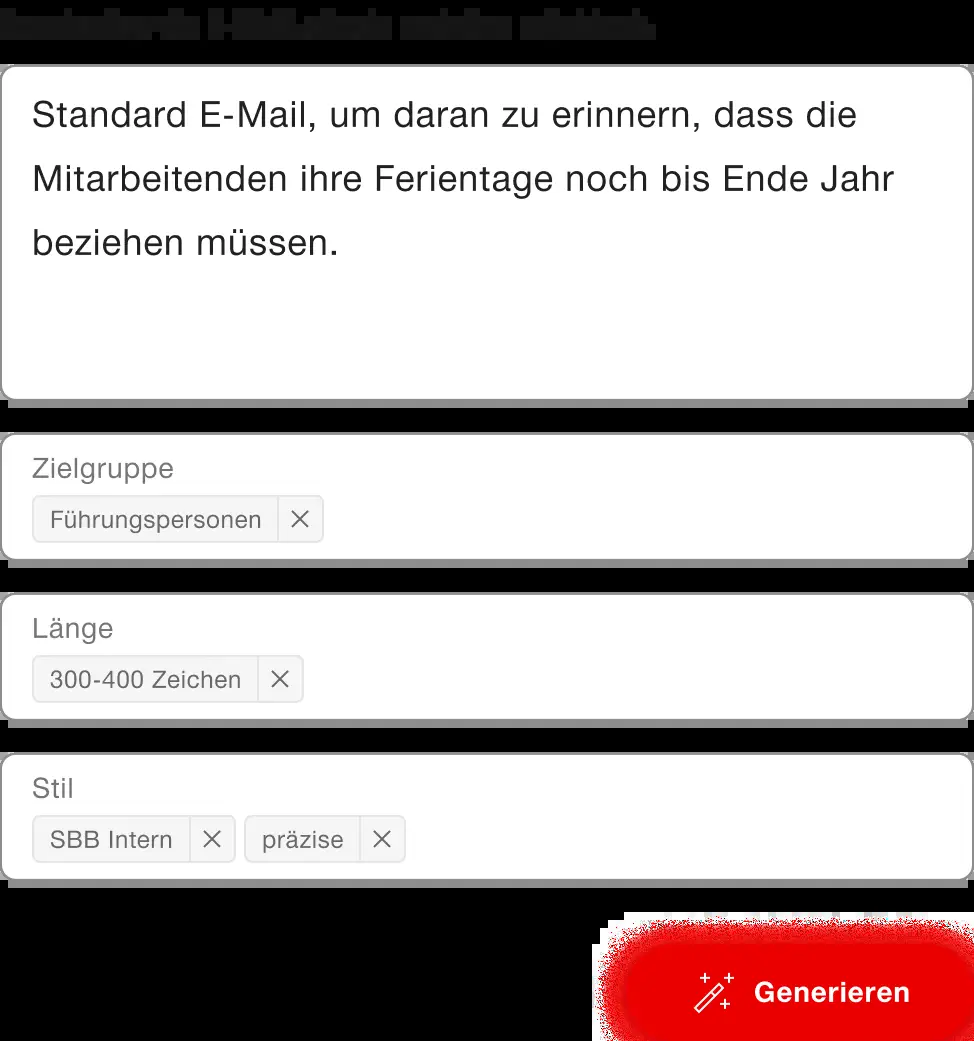 Standard E-Mail, um daran zu erinnern, dass die
Mitarbeitenden ihre Ferientage noch bis Ende Jahr
beziehen müssen.
Zielgruppe
Führungspersonen
Länge
300-400 Zeichen
Stil
SBB Intern präzise
Generieren